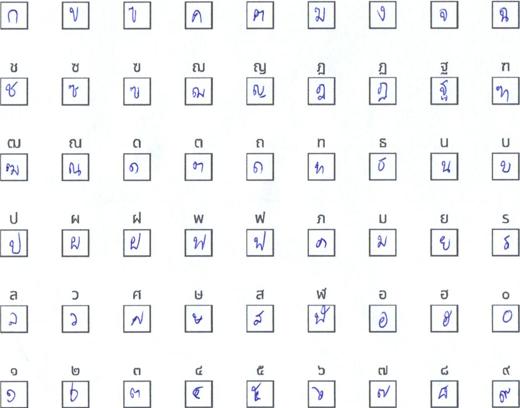 ก ข ฃ ค ฅ ฆ ง จ ฉ
ช ซ ซ ฌ ญ ฎ ฏ ฐ ฑ
ช ซ ซ ฌ ญ ฎ ฏ ฐ ฑ
ฒ ณ ด ต ถ ท ธ น บ
ฒ ณ ด ต ถ ท ธ น บ
ป ผ ฝ พ ฟ ภ ม ย ร
ป ผ ฝ พ ฟ ภ ม ย ร
ล ว ศ ษ ส ฬ อ ฮ ๐
ล ว ศ ษ ส ฬ อ ฮ ๐
๑ ๒ ๓ ๔ ๕ ๖ ๗ ๘ ๙
๑ ๒ ๓ ๔ ๕ ๖ ๗ ๘ ๙